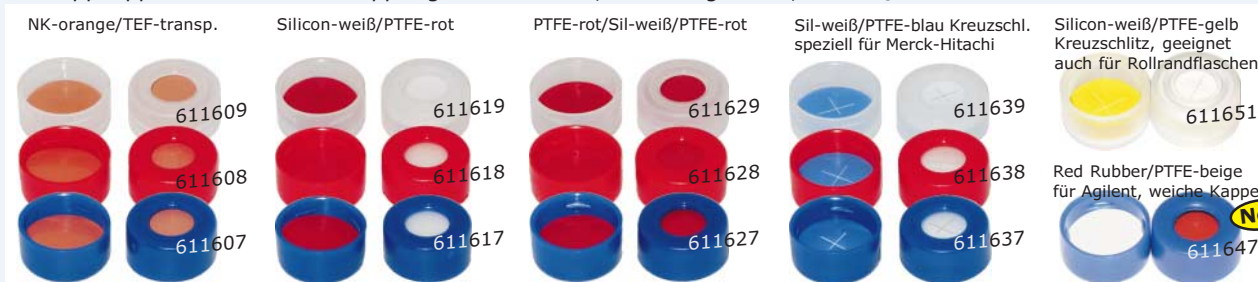 NK-orange/TEF-transp.
611609
611608
611607
Silicon-weiß/PTFE-rot
611619
611618
611617
PTFE-rot/Sil-weiß/PTFE-rot
611629
611628
611627
Sil-weiß/PTFE-blau Kreuzschl.
speziell für Merck-Hitachi
611639
611638
611637
Silicon-weiß/PTFE-gelb
Kreuzschlitz, geeignet
auch für Rollrandflaschen
611651
Red Rubber/PTFE-beige
für Agilent, weiche Kappe
611647